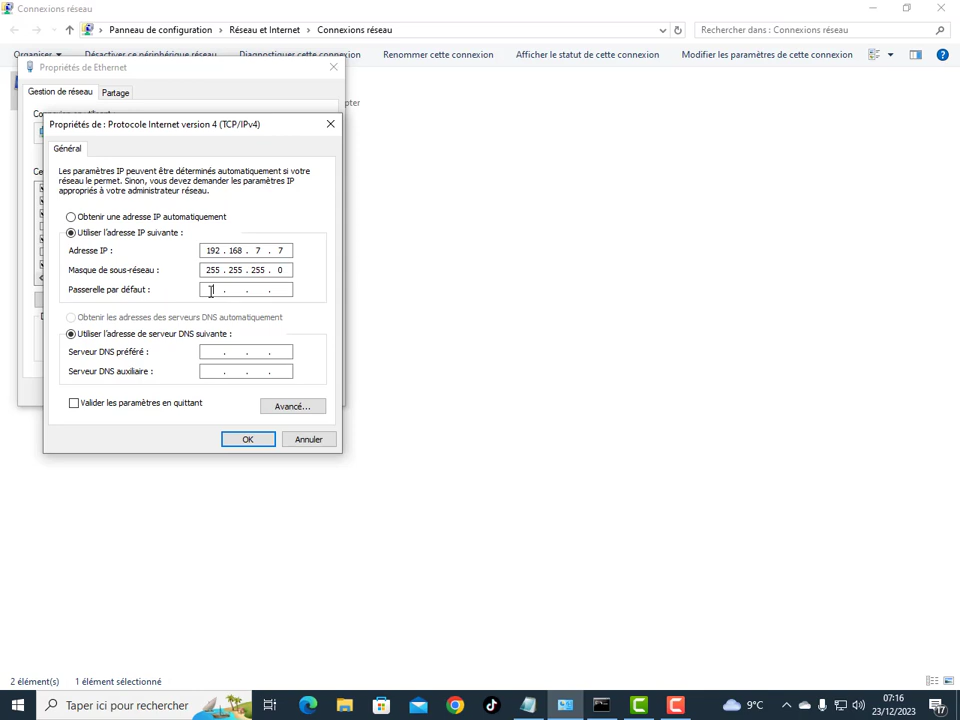 Connexions réseau
Panneau de configuration > Réseau et Internet > Connexions réseau
Rechercher dans : Connexions réseau
Organiser
Désactiver ce périphérique réseau
Diagnostiquer cette connexion
Renommer cette connexion
Afficher le statut de cette connexion
Modifier les paramètres de connexion
Propriétés de Ethernet
Gestion de réseau
Partage
pter
Propriétés de : Protocole Internet version 4 (TCP/IPv4)
Général
Les paramètres IP peuvent être déterminés automatiquement si votre
réseau le permet. Sinon, vous devez demander les paramètres IP
appropriés à votre administrateur réseau.
Obtenir une adresse IP automatiquement
Utiliser l'adresse IP suivante :
Adresse IP : 192 . 168 . 7 . 7
Masque de sous-réseau : 255 . 255 . 255 . 0
Passerelle par défaut : . . .
Obtenir les adresses des serveurs DNS automatiquement
Utiliser l'adresse de serveur DNS suivante :
Serveur DNS préféré : . . .
Serveur DNS auxiliaire : . . .
Valider les paramètres en quittant
Avancé...
OK
Annuler
2 élément(s)
1 élément sélectionné
Taper ici pour rechercher
9°C
07:16
23/12/2023
17